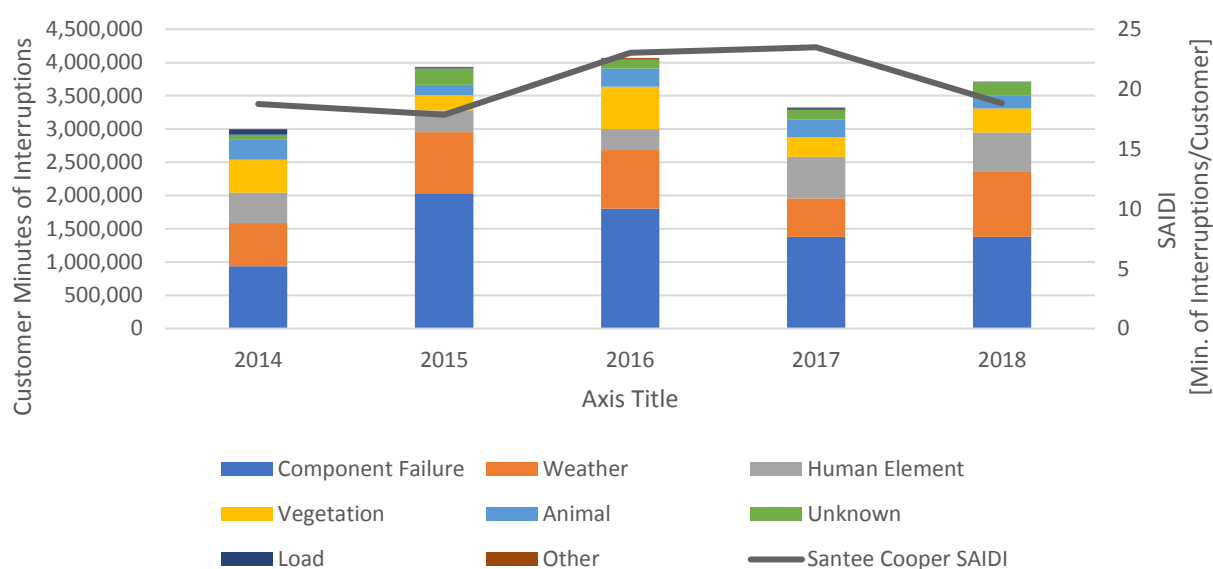 Customer Minutes of Interruptions
4,500,000
4,000,000
3,500,000
3,000,000
2,500,000
2,000,000
1,500,000
1,000,000
500,000
0
25
20
15
10
5
0
SAIDI
[Min. of Interruptions/Customer]
2014 2015 2016 2017 2018
Axis Title
Component Failure Weather Human Element
Vegetation Animal Unknown
Load Other Santee Cooper SAIDI